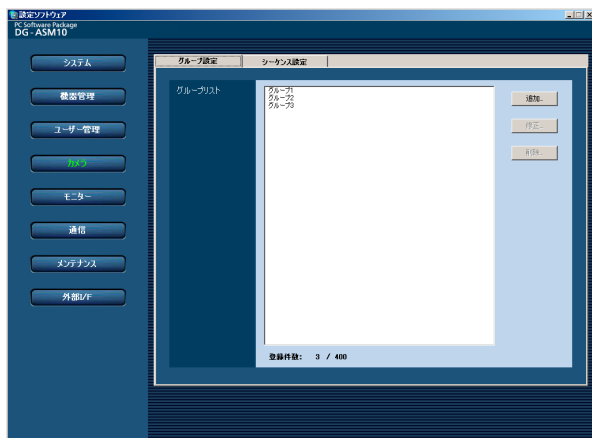 設定ソフトウェア
PC Software Package
DG-ASM10
システム
機器管理
ユーザー管理
カメラ
モニター
通信
メンテナンス
外部I/F
グループ設定
シーケンス設定
グループリスト
グループ1
グループ2
グループ3
追加...
修正...
削除...
登録件数: 3 / 400